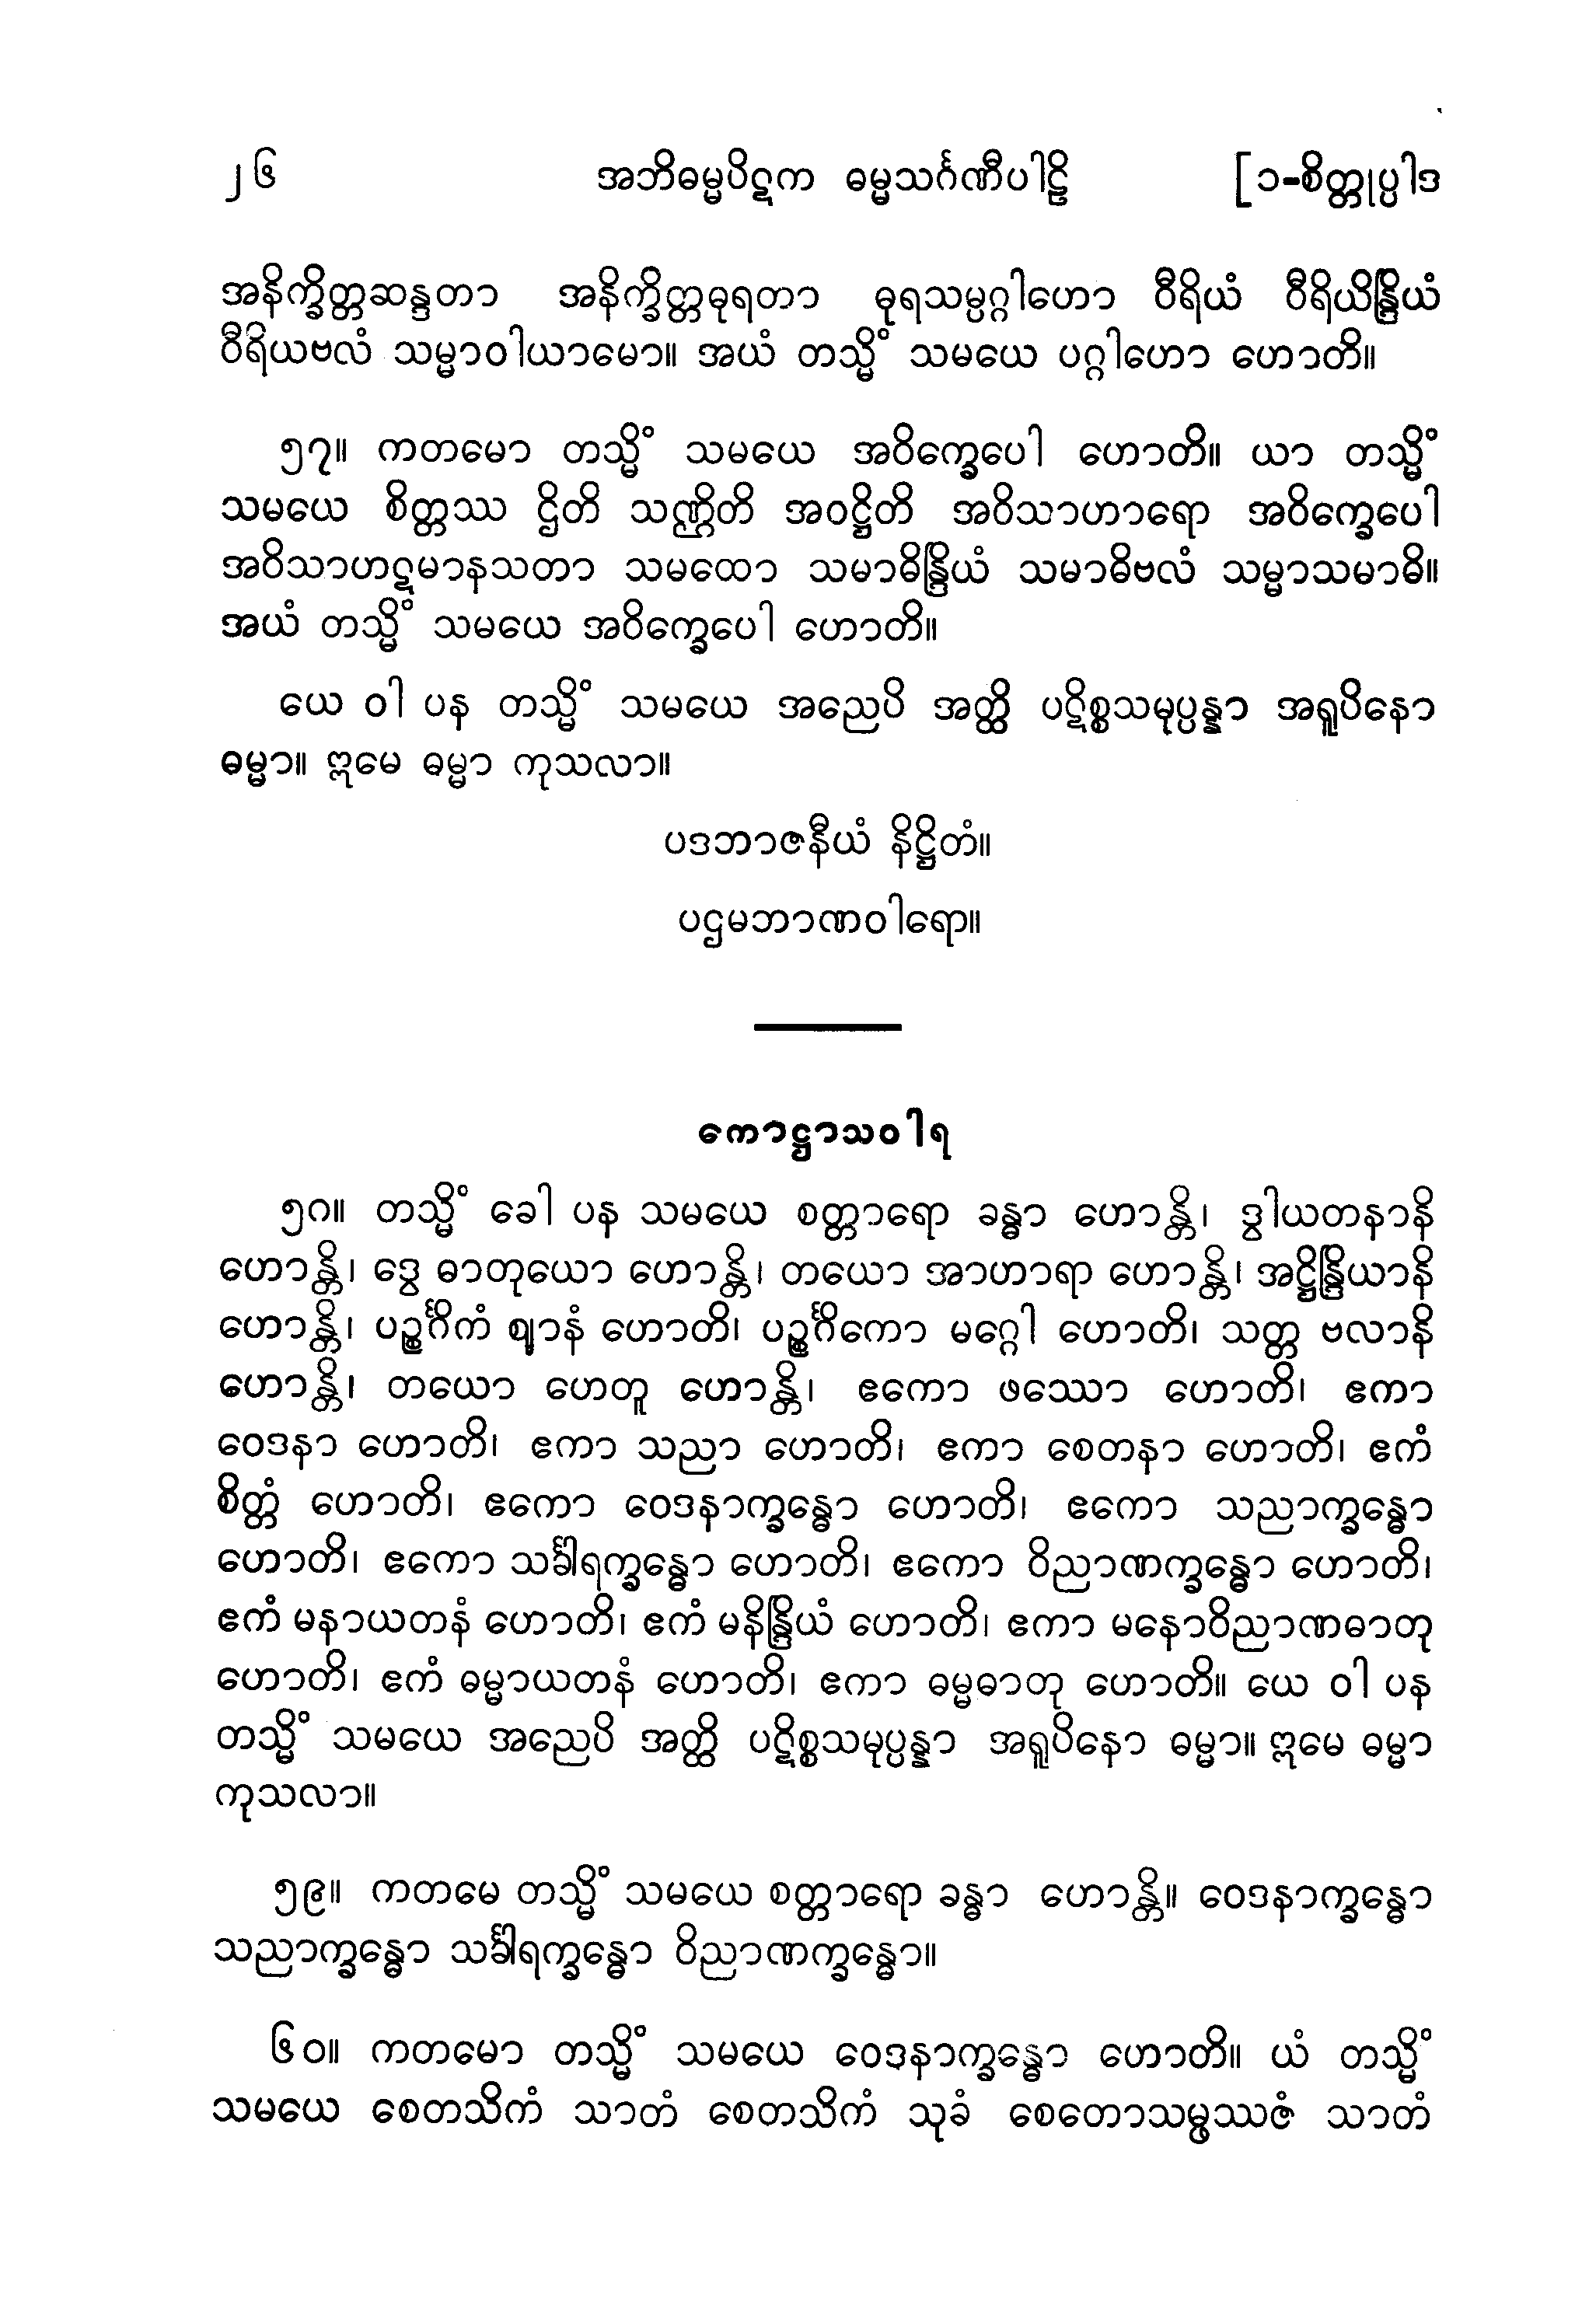 ၂၆ အဘိဓမ္မပိဋက ဓမ္မသင်္ဂဏီပါဠိ [၁-စိတ္တုပ္ပါဒ
အနိက္ခိတ္တဆန္ဒတာ အနိက္ခိတ္တဓုရတာ ဓုရသမ္ပဂ္ဂါဟော ဝီရိယံ ဝီရိယိန္ဒြိယံ
ဝီရိယဗလံ သမ္မာဝါယာမော။ အယံ တသ္မိံ သမယေ ပဂ္ဂါဟော ဟောတိ။
၅၇။ ကတမော တသ္မိံ သမယေ အဝိက္ခေပေါ ဟောတိ။ ယာ တသ္မိံ
သမယေ စိတ္တဿ ဌိတိ သဏ္ဌိတိ အဝဋ္ဌိတိ အဝိသာဟာရော အဝိက္ခေပေါ
အဝိသာဟဋမာနသတာ သမထော သမာဓိန္ဒြိယံ သမာဓိဗလံ သမ္မာသမာဓိ။
အယံ တသ္မိံ သမယေ အဝိက္ခေပေါ ဟောတိ။
ယေ ဝါ ပန တသ္မိံ သမယေ အညေပိ အတ္ထိ ပဋိစ္စသမုပ္ပန္နာ အရူပိနော
ဓမ္မာ။ ဣမေ ဓမ္မာ ကုသလာ။
ပဒဘာဇနီယံ နိဋ္ဌိတံ။
ပဌမဘာဏဝါရော။
ကောဋ္ဌာသဝါရ
၅၈။ တသ္မိံ ခေါ ပန သမယေ စတ္တာရော ခန္ဓာ ဟောန္တိ၊ ဒွါယတနာနိ
ဟောန္တိ၊ ဒွေ ဓာတုယော ဟောန္တိ၊ တယော အာဟာရာ ဟောန္တိ၊ အဋ္ဌိန္ဒြိယာနိ
ဟောန္တိ၊ ပဉ္စင်္ဂိကံ ဈာနံ ဟောတိ၊ ပဉ္စင်္ဂိကော မဂ္ဂေါ ဟောတိ၊ သတ္တ ဗလာနိ
ဟောန္တိ၊ တယော ဟေတူ ဟောန္တိ၊ ဧကော ဖဿော ဟောတိ၊ ဧကာ
ဝေဒနာ ဟောတိ၊ ဧကာ သညာ ဟောတိ၊ ဧကာ စေတနာ ဟောတိ၊ ဧကံ
စိတ္တံ ဟောတိ၊ ဧကော ဝေဒနာက္ခန္ဓော ဟောတိ၊ ဧကော သညာက္ခန္ဓော
ဟောတိ၊ ဧကော သင်္ခါရက္ခန္ဓော ဟောတိ၊ ဧကော ဝိညာဏက္ခန္ဓော ဟောတိ၊
ဧကံ မနာယတနံ ဟောတိ၊ ဧကံ မနိန္ဒြိယံ ဟောတိ၊ ဧကာ မနောဝိညာဏဓာတု
ဟောတိ၊ ဧကံ ဓမ္မာယတနံ ဟောတိ၊ ဧကာ ဓမ္မဓာတု ဟောတိ။ ယေ ဝါ ပန
တသ္မိံ သမယေ အညေပိ အတ္ထိ ပဋိစ္စသမုပ္ပန္နာ အရူပိနော ဓမ္မာ။ ဣမေ ဓမ္မာ
ကုသလာ။
၅၉။ ကတမေ တသ္မိံ သမယေ စတ္တာရော ခန္ဓာ ဟောန္တိ။ ဝေဒနာက္ခန္ဓော
သညာက္ခန္ဓော သင်္ခါရက္ခန္ဓော ဝိညာဏက္ခန္ဓော။
၆၀။ ကတမော တသ္မိံ သမယေ ဝေဒနာက္ခန္ဓော ဟောတိ။ ယံ တသ္မိံ
သမယေ စေတသိကံ သာတံ စေတသိကံ သုခံ စေတောသမ္ဖဿဇံ သာတံ